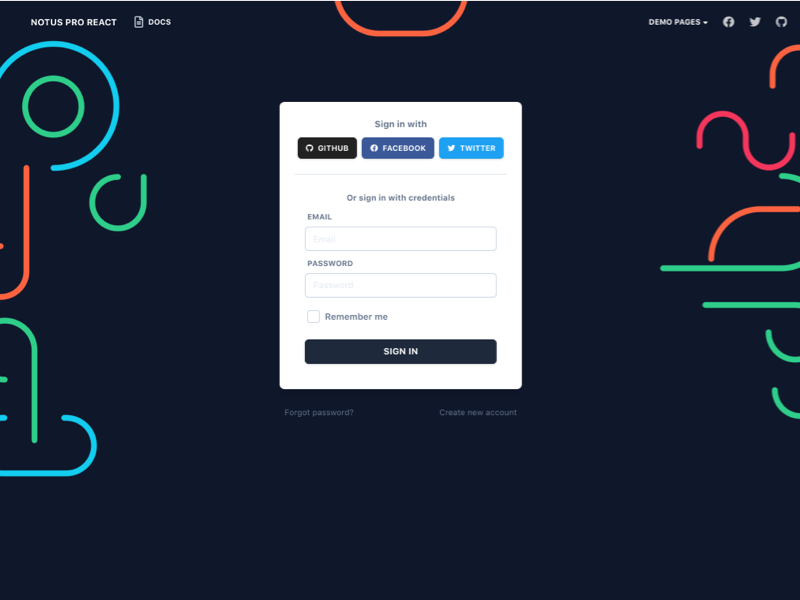 NOTUS PRO REACT DOCS DEMO PAGES
Sign in with
GITHUB FACEBOOK TWITTER
Or sign in with credentials
EMAIL
Email
PASSWORD
Password
Remember me
SIGN IN
Forgot password? Create new account